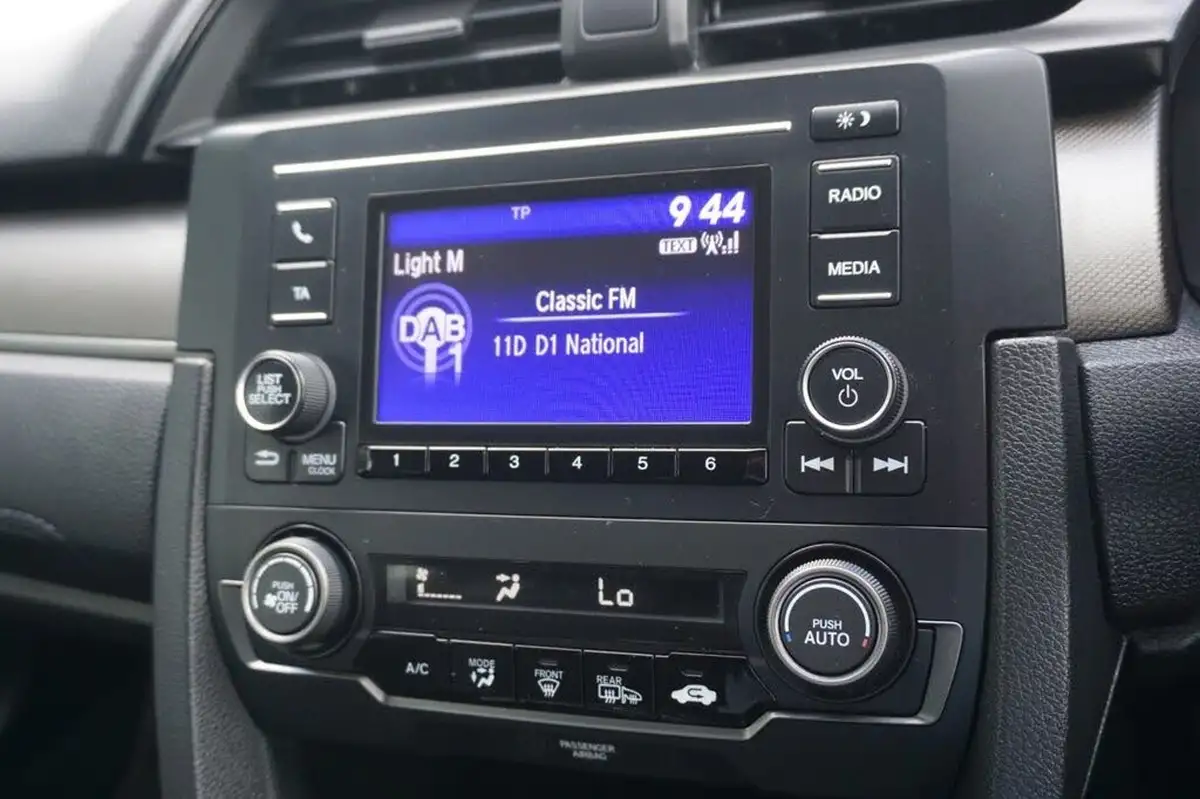 TP
9 44
TEXT
Light M
Classic FM
DAB
1
11D D1 National
RADIO
MEDIA
TA
LIST
PUSH
SELECT
VOL
MENU
CLOCK
1 2 3 4 5 6
PUSH
ON/
OFF
Lo
PUSH
AUTO
A/C
MODE
FRONT
REAR
PASSENGER
AIRBAG